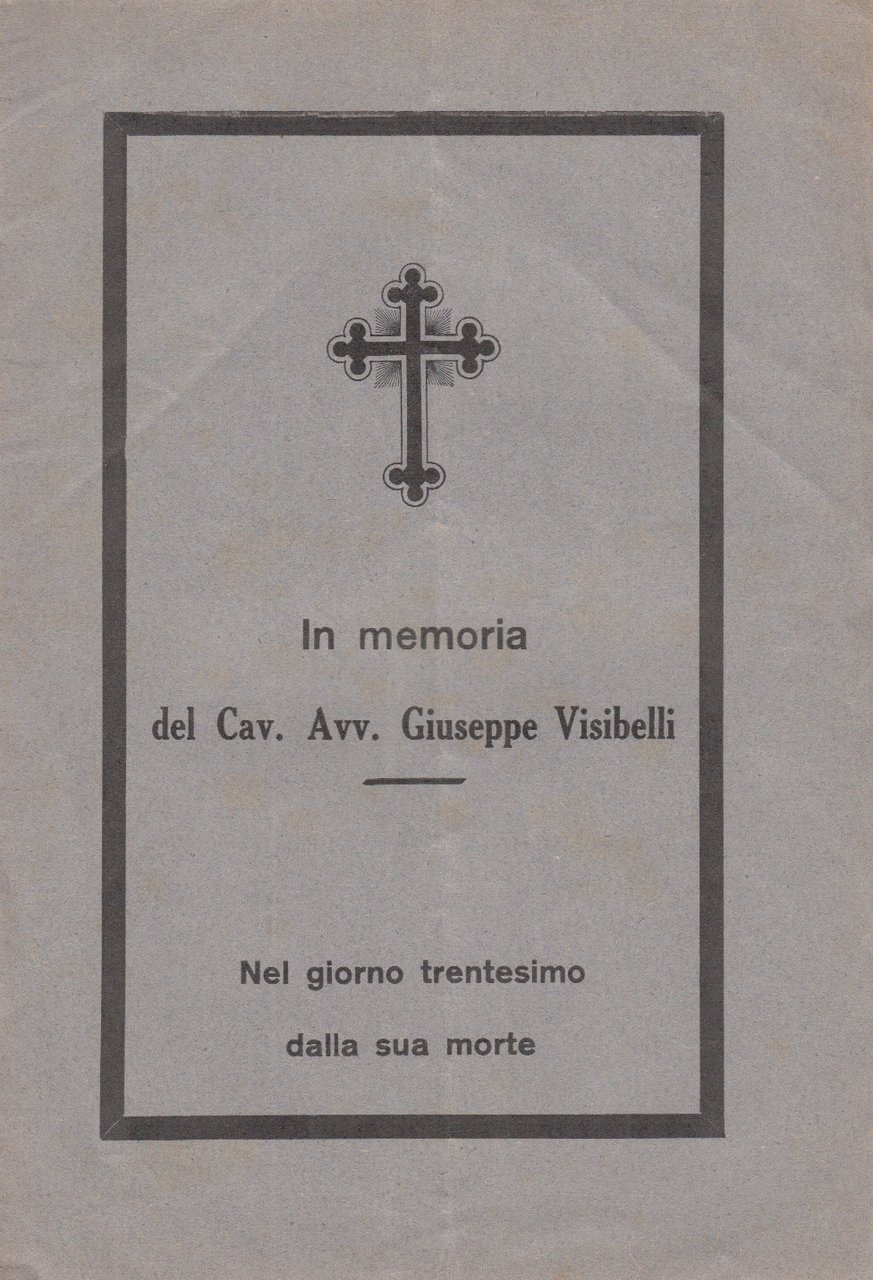 In memoria
del Cav. Avv. Giuseppe Visibelli
Nel giorno trentesimo
dalla sua morte